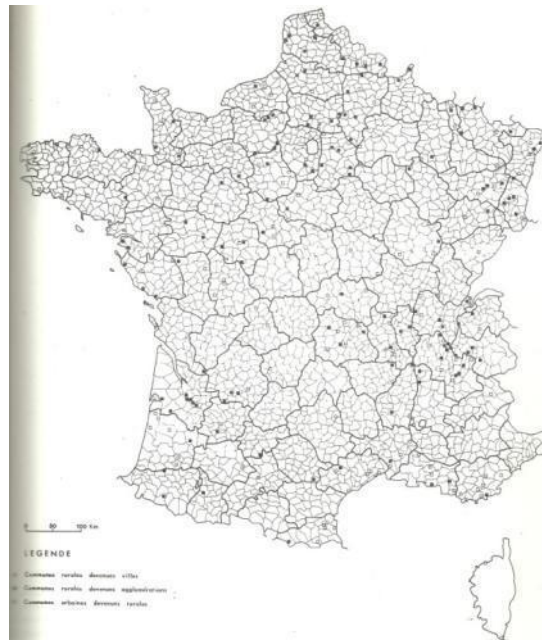 0 50 100 Km
LEGENDE
Communes rurales devenues villes
Communes rurales devenues agglomérations
Communes urbaines devenues rurales